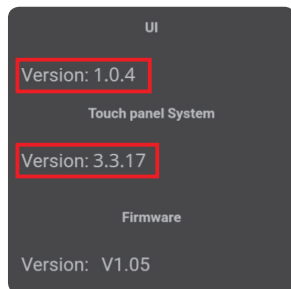 UI
Version: 1.0.4
Touch panel System
Version: 3.3.17
Firmware
Version: V1.05